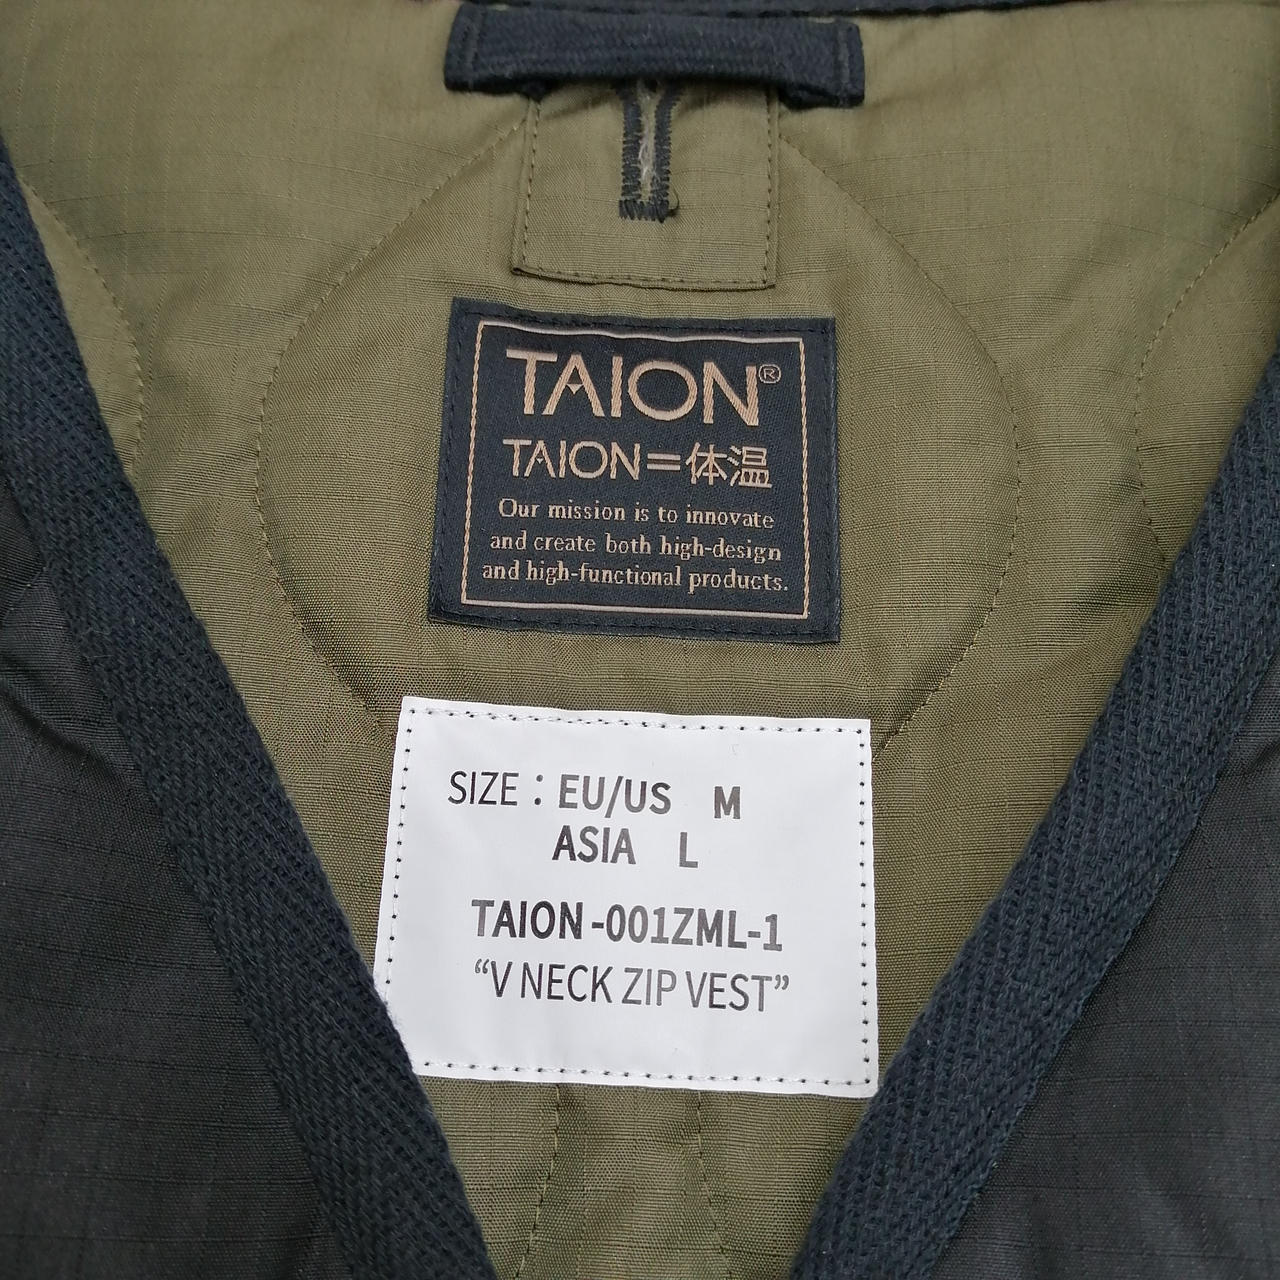 TAION®
TAION=体温
Our mission is to innovate
and create both high-design
and high-functional products.
SIZE : EU/US M
ASIA L
TAION-001ZML-1
“V NECK ZIP VEST”